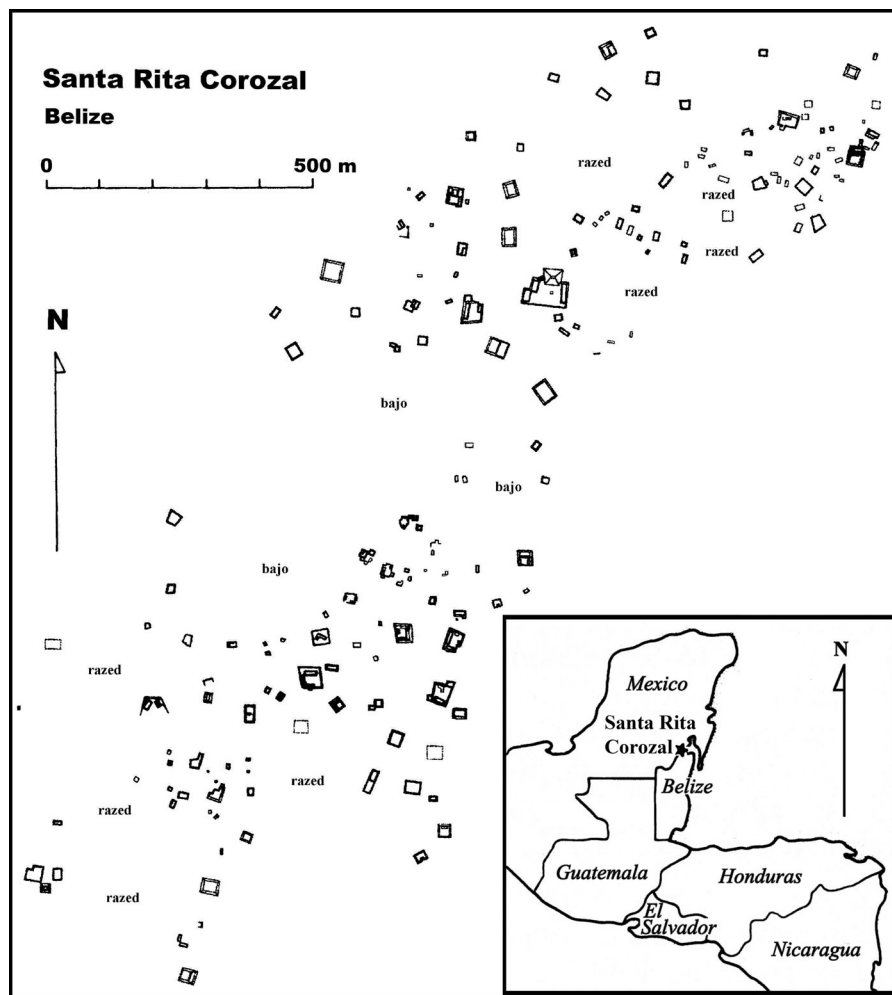 Santa Rita Corozal
Belize
0 500 m
N
razed
razed
razed
razed
bajo
bajo
bajo
razed
razed
razed
razed
N
Mexico
Santa Rita
Corozal
Belize
Guatemala
Honduras
El
Salvador
Nicaragua